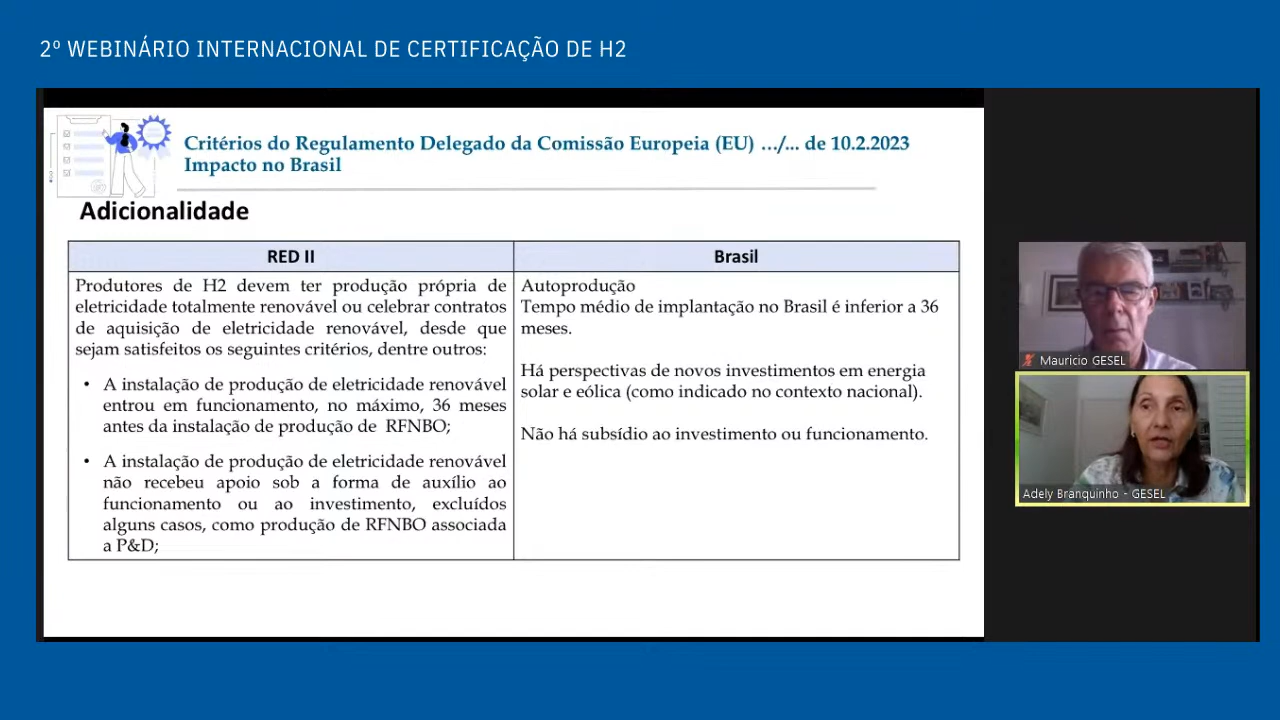 2º WEBINÁRIO INTERNACIONAL DE CERTIFICAÇÃO DE H2
Critérios do Regulamento Delegado da Comissão Europeia (EU) …/... de 10.2.2023
Impacto no Brasil
Adicionalidade
RED II
Produtores de H2 devem ter produção própria de
eletricidade totalmente renovável ou celebrar contratos
de aquisição de eletricidade renovável, desde que
sejam satisfeitos os seguintes critérios, dentre outros:
• A instalação de produção de eletricidade renovável
entrou em funcionamento, no máximo, 36 meses
antes da instalação de produção de RFNBO;
• A instalação de produção de eletricidade renovável
não recebeu apoio sob a forma de auxílio ao
funcionamento ou ao investimento, excluídos
alguns casos, como produção de RFNBO associada
a P&D;
Brasil
Autoprodução
Tempo médio de implantação no Brasil é inferior a 36
meses.
Há perspectivas de novos investimentos em energia
solar e eólica (como indicado no contexto nacional).
Não há subsídio ao investimento ou funcionamento.
Mauricio GESEL
Adely Branquinho - GESEL